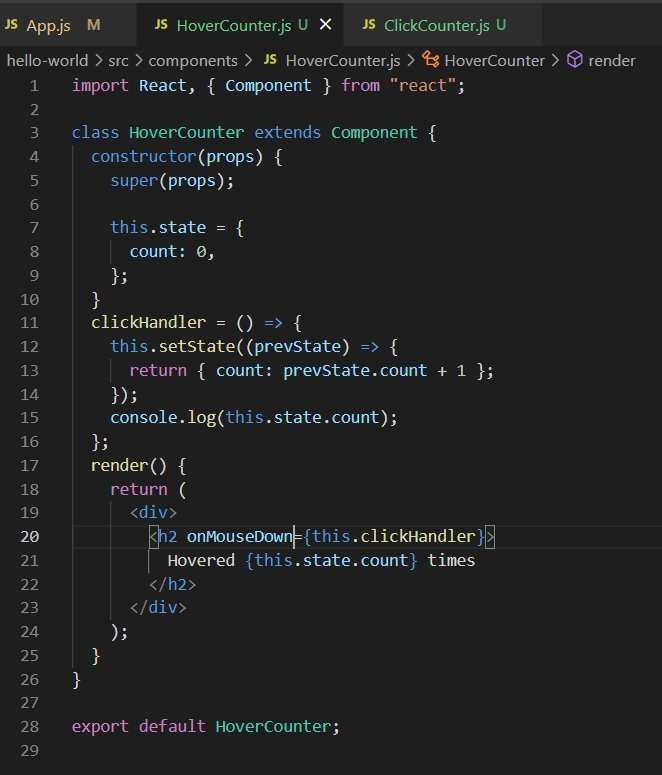 JS App.js M JS HoverCounter.js U × JS ClickCounter.js U
hello-world > src > components > JS HoverCounter.js > HoverCounter > render
1 import React, { Component } from "react";
2
3 class HoverCounter extends Component {
4 constructor(props) {
5 super(props);
6
7 this.state = {
8 count: 0,
9 };
10 }
11 clickHandler = () => {
12 this.setState((prevState) => {
13 return { count: prevState.count + 1 };
14 });
15 console.log(this.state.count);
16 };
17 render() {
18 return (
19 <div>
20 <h2 onMouseDown={this.clickHandler}>
21 Hovered {this.state.count} times
22 </h2>
23 </div>
24 );
25 }
26 }
27
28 export default HoverCounter;
29